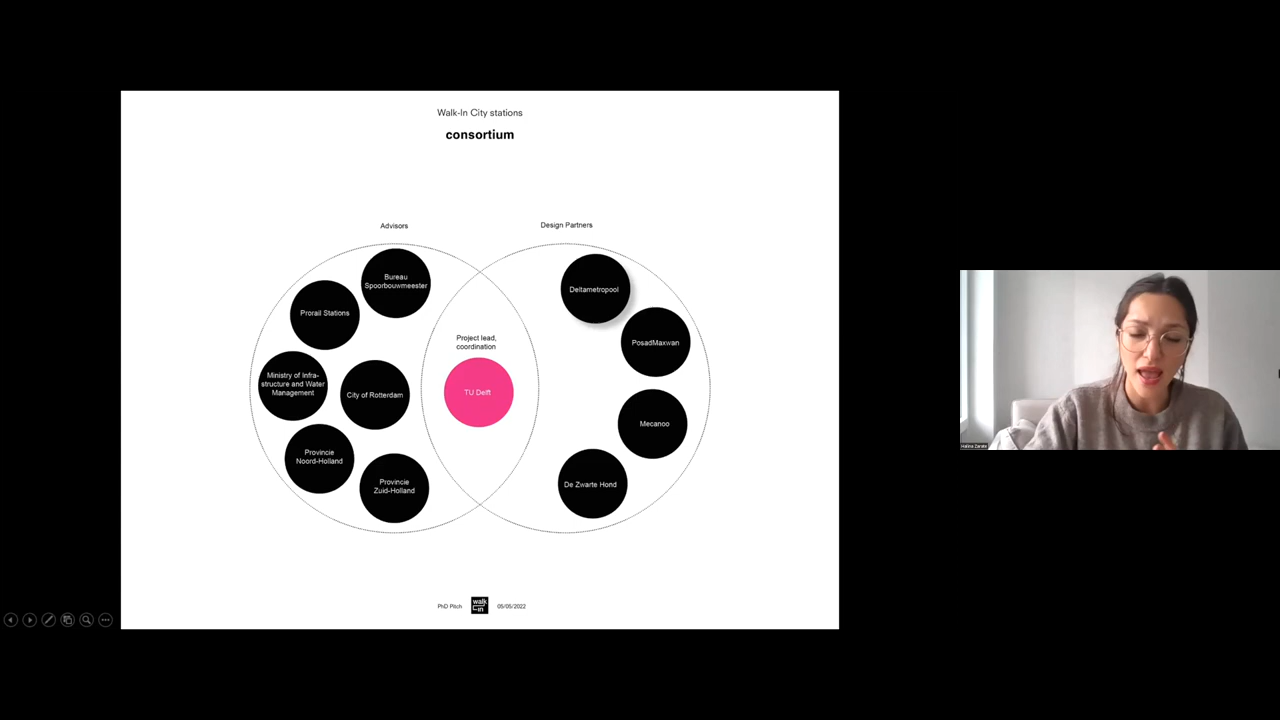 Walk-In City stations
consortium
Advisors
Design Partners
Bureau
Spoorbouwmeester
Prorail Stations
Ministry of Infra-
structure and Water
Management
City of Rotterdam
Provincie
Noord-Holland
Provincie
Zuid-Holland
Project lead,
coordination
TU Delft
Deltametropool
PosadMaxwan
Mecanoo
De Zwarte Hond
PhD Pitch
walk
in
05/05/2022